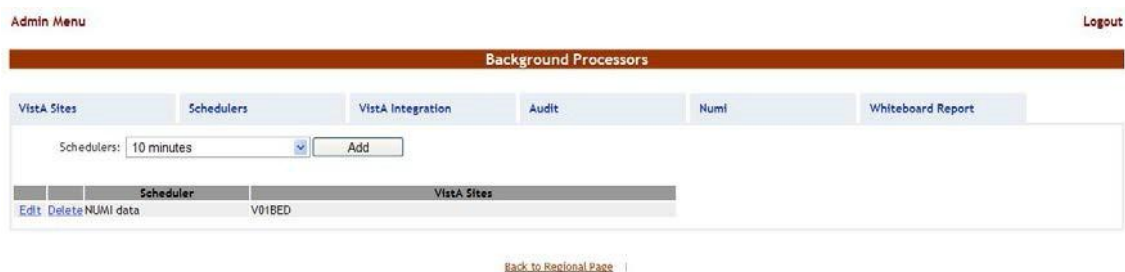 Admin Menu Logout
Background Processors
VistA Sites Schedulers VistA Integration Audit Numi Whiteboard Report
Schedulers: 10 minutes Add
Scheduler VistA Sites
Edit Delete NUMI data V01BED
Back to Regional Page |